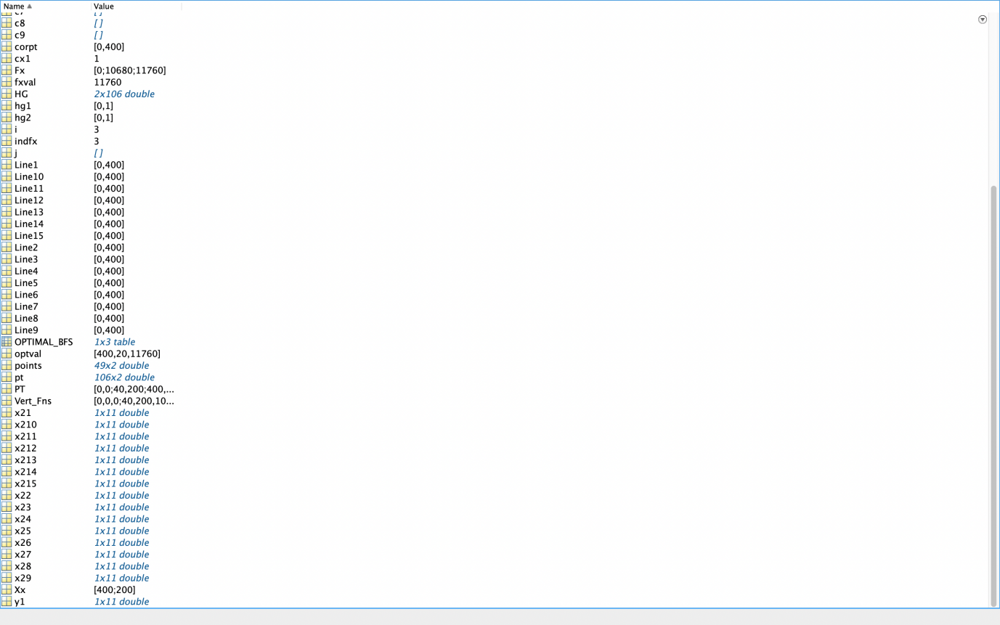 Name Value
c7 [ ]
c8 [ ]
c9 [ ]
corpt [0,400]
cx1 1
Fx [0;10680;11760]
fxval 11760
HG 2x106 double
hg1 [0,1]
hg2 [0,1]
i 3
indfx 3
j [ ]
Line1 [0,400]
Line10 [0,400]
Line11 [0,400]
Line12 [0,400]
Line13 [0,400]
Line14 [0,400]
Line15 [0,400]
Line2 [0,400]
Line3 [0,400]
Line4 [0,400]
Line5 [0,400]
Line6 [0,400]
Line7 [0,400]
Line8 [0,400]
Line9 [0,400]
OPTIMAL_BFS 1x3 table
optval [400,20,11760]
points 49x2 double
pt 106x2 double
PT [0,0;40,200;400,...
Vert_Fns [0,0,0;40,200,10...
x21 1x11 double
x210 1x11 double
x211 1x11 double
x212 1x11 double
x213 1x11 double
x214 1x11 double
x215 1x11 double
x22 1x11 double
x23 1x11 double
x24 1x11 double
x25 1x11 double
x26 1x11 double
x27 1x11 double
x28 1x11 double
x29 1x11 double
Xx [400;200]
y1 1x11 double